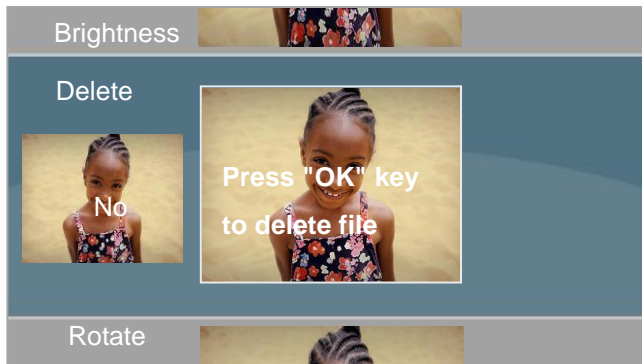 Brightness
Delete
No
Press "OK" key
to delete file
Rotate